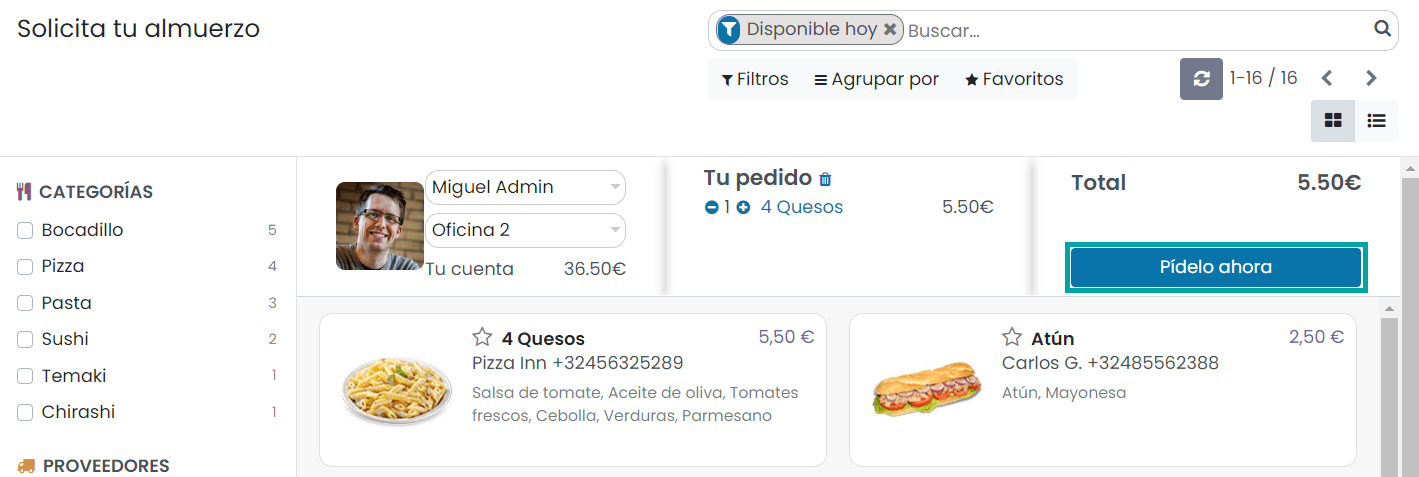 Solicita tu almuerzo
Disponible hoy Buscar...
Filtros Agrupar por Favoritos
1-16 / 16
CATEGORÍAS
Bocadillo 5
Pizza 4
Pasta 3
Sushi 2
Temaki 1
Chirashi 1
PROVEEDORES
Miguel Admin
Oficina 2
Tu cuenta 36.50€
Tu pedido
1 4 Quesos 5.50€
Total 5.50€
Pídelo ahora
4 Quesos 5,50 €
Pizza Inn +32456325289
Salsa de tomate, Aceite de oliva, Tomates
frescos, Cebolla, Verduras, Parmesano
Atún 2,50 €
Carlos G. +32485562388
Atún, Mayonesa